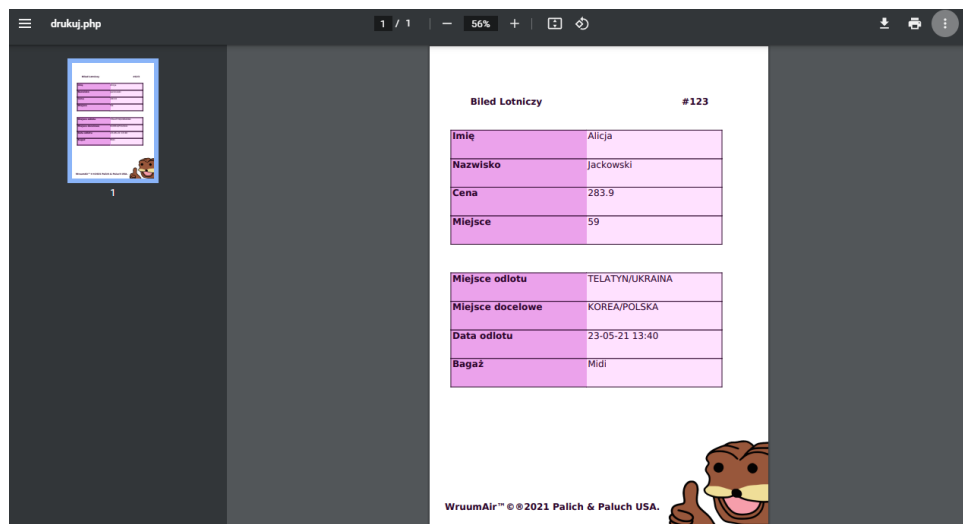 drukuj.php
1 / 1
56%
1
Biled Lotniczy #123
Imię Alicja
Nazwisko Jackowski
Cena 283.9
Miejsce 59
Miejsce odlotu TELATYN/UKRAINA
Miejsce docelowe KOREA/POLSKA
Data odlotu 23-05-21 13:40
Bagaż Midi
WruumAir™©®2021 Palich & Paluch USA.